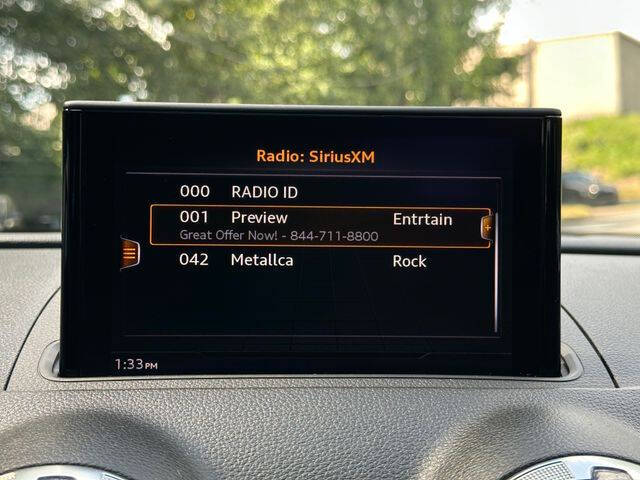 Radio: SiriusXM
000 RADIO ID
001 Preview Entrtain
Great Offer Now! - 844-711-8800
042 Metallca Rock
1:33PM